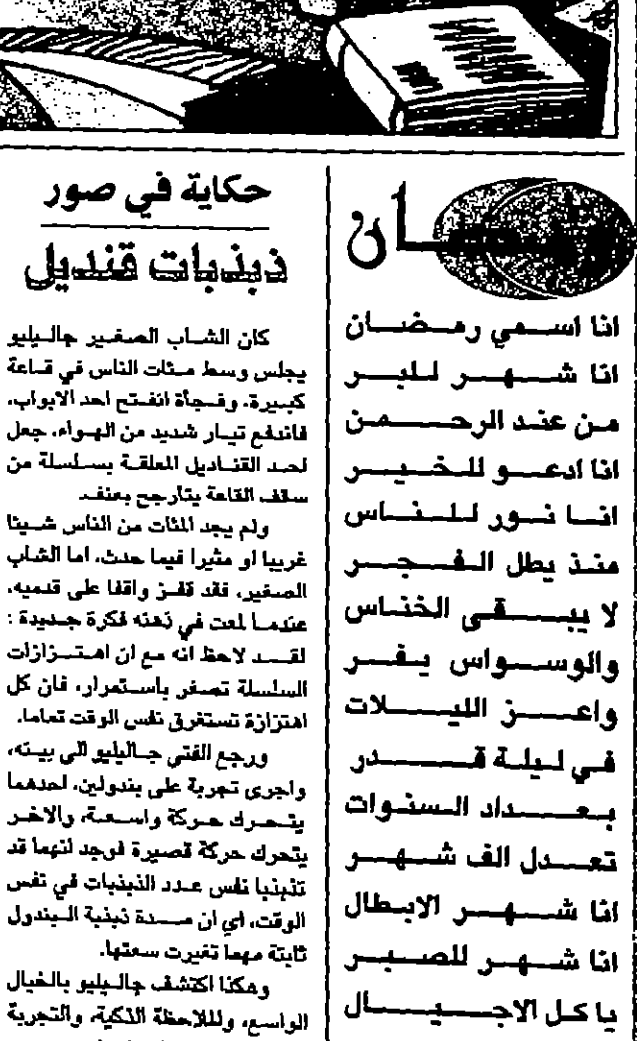 رمضان
انا اسمي رمضان
انا شهر للبر
من عند الرحمن
انا ادعو للخير
انا نور للناس
منذ يطل الفجر
لا يبقى الخناس
والوسواس يفر
واعز الليلات
في ليلة قدر
بعداد السنوات
تعدل الف شهر
انا شهر الابطال
انا شهر للصبر
يا كل الاجيال
حكاية في صور
ذبذبات قنديل
كان الشاب الصغير جاليليو
يجلس وسط مئات الناس في قاعة
كبيرة. وفجأة انفتح احد الابواب،
فاندفع تيار شديد من الهواء، جعل
احد القناديل المعلقة بسلسلة من
سقف القاعة يتأرجح بعنف.
ولم يجد المئات من الناس شيئا
غريبا او مثيرا فيما حدث، اما الشاب
الصغير، فقد قفز واقفا على قدميه،
عندما لمعت في ذهنه فكرة جديدة :
لقد لاحظ انه مع ان اهتزازات
السلسلة تصغر باستمرار، فان كل
اهتزازة تستغرق نفس الوقت تماما.
ورجع الفتى جاليليو الى بيته،
واجرى تجربة على بندولين، احدهما
يتحرك حركة واسعة، والاخر
يتحرك حركة قصيرة فوجد انهما قد
تذبذبا نفس عدد الذبذبات في نفس
الوقت، اي ان مدة ذبذبة البندول
ثابتة مهما تغيرت سعتها.
وهكذا اكتشف جاليليو بالخيال
الواسع، والملاحظة الذكية، والتجربة